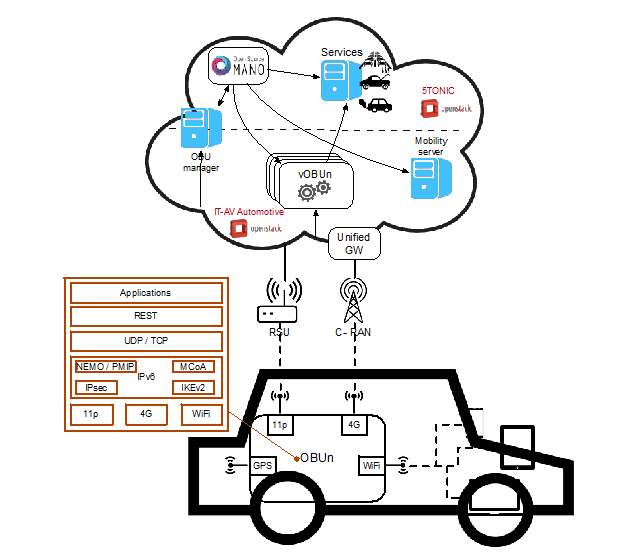 Open Source
MANO
Services
5TONIC
openstack
OBU
manager
Mobility
server
vOBUn
IT-AV Automotive
openstack
Unified
GW
RSU
C- RAN
Applications
REST
UDP / TCP
NEMO / PMIP
MCoA
IPv6
IPsec
IKEv2
11p
4G
WiFi
11p
4G
GPS
OBUn
WiFi